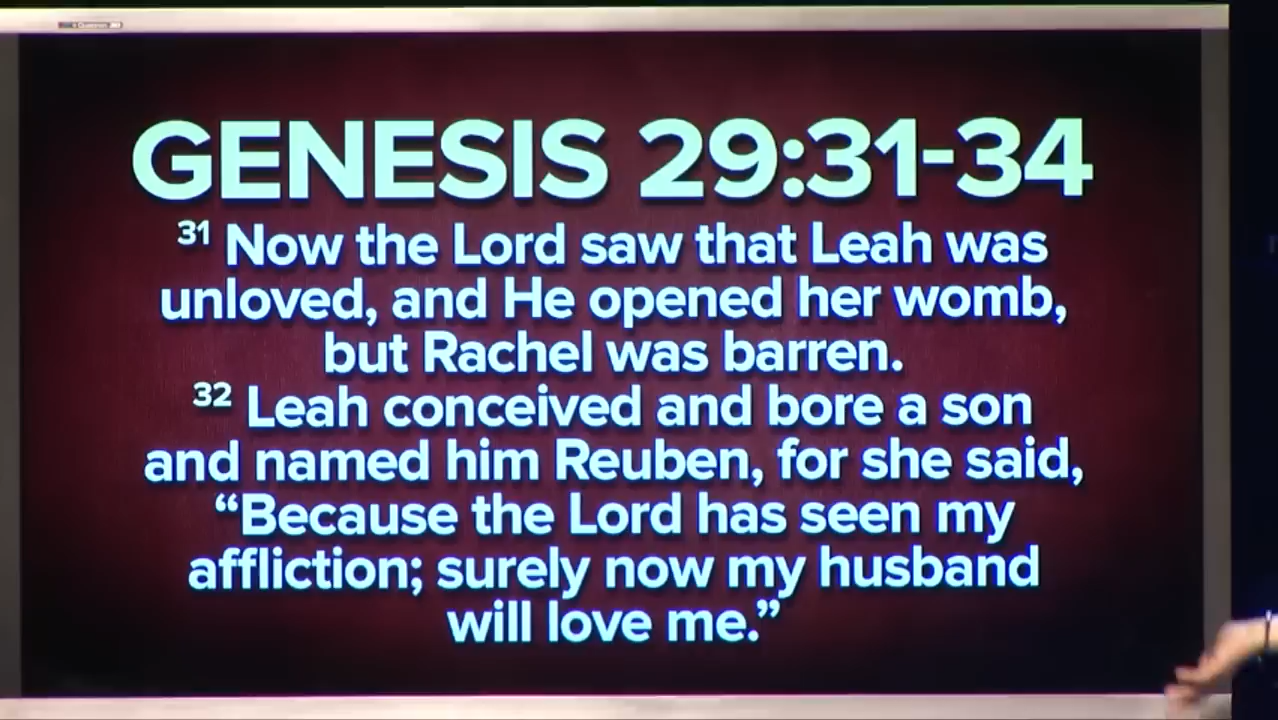 GENESIS 29:31-34
31 Now the Lord saw that Leah was
unloved, and He opened her womb,
but Rachel was barren.
32 Leah conceived and bore a son
and named him Reuben, for she said,
“Because the Lord has seen my
affliction; surely now my husband
will love me.”